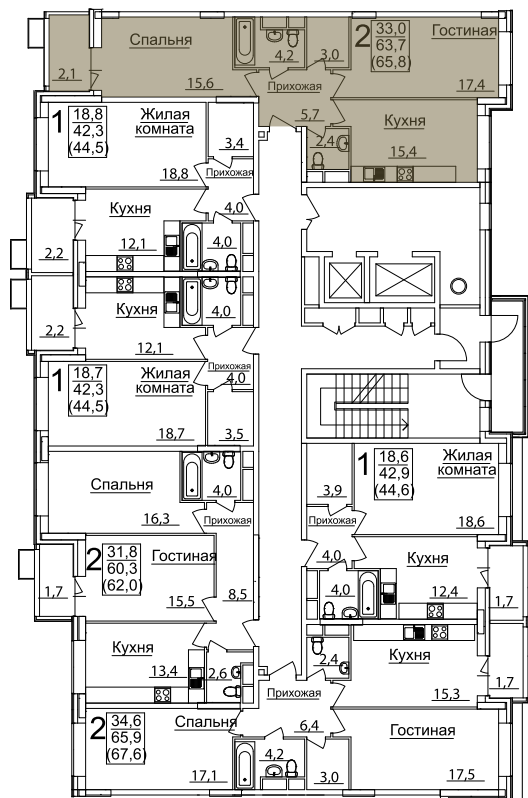 Спальня
2,1
15,6
4,2
3,0
2
33,0
63,7
(65,8)
Гостиная
17,4
Прихожая
5,7
Кухня
2,4
15,4
1
18,8
42,3
(44,5)
Жилая
комната
18,8
3,4
Прихожая
4,0
Кухня
2,2
12,1
4,0
2,2
Кухня
12,1
4,0
Прихожая
4,0
1
18,7
42,3
(44,5)
Жилая
комната
18,7
3,5
Спальня
16,3
4,0
Прихожая
8,5
1
18,6
42,9
(44,6)
Жилая
комната
18,6
3,9
Прихожая
4,0
Кухня
4,0
12,4
1,7
2
31,8
60,3
(62,0)
Гостиная
1,7
15,5
Кухня
13,4
2,6
2,4
Кухня
15,3
1,7
Прихожая
6,4
2
34,6
65,9
(67,6)
Спальня
17,1
4,2
3,0
Гостиная
17,5